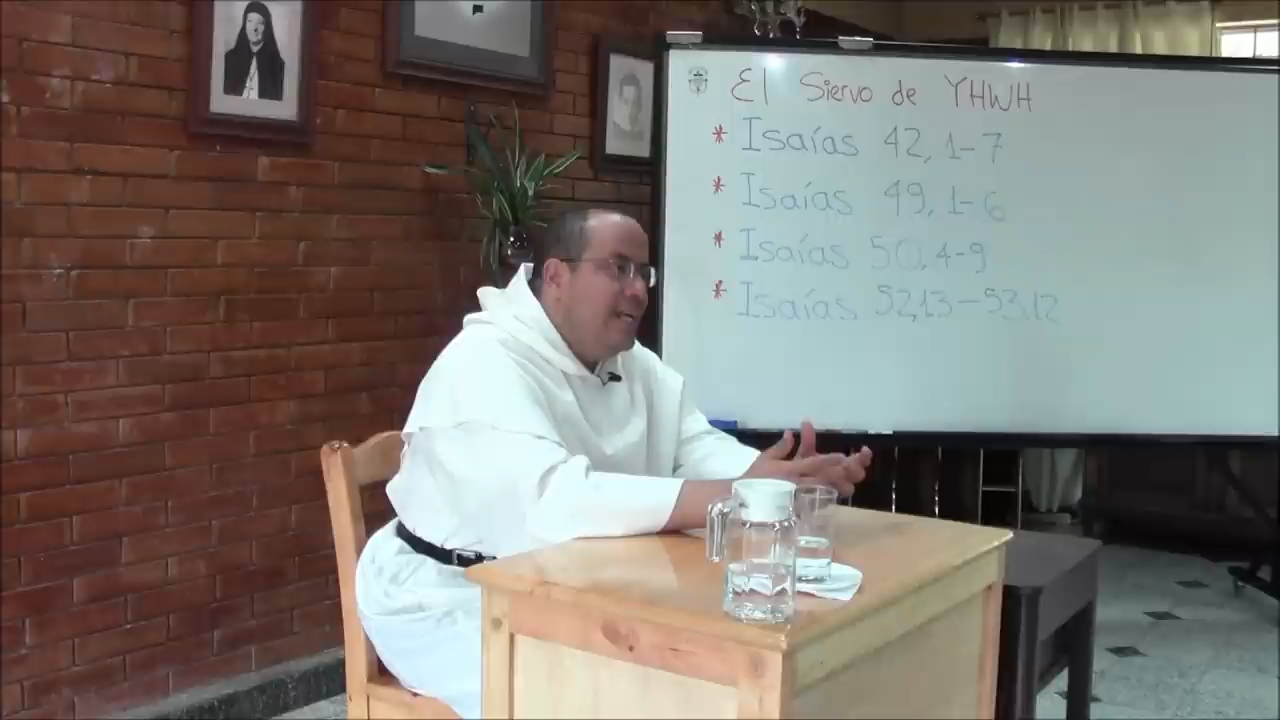 El Siervo de YHWH
* Isaías 42, 1-7
* Isaías 49, 1-6
* Isaías 50, 4-9
* Isaías 52,13-53,12